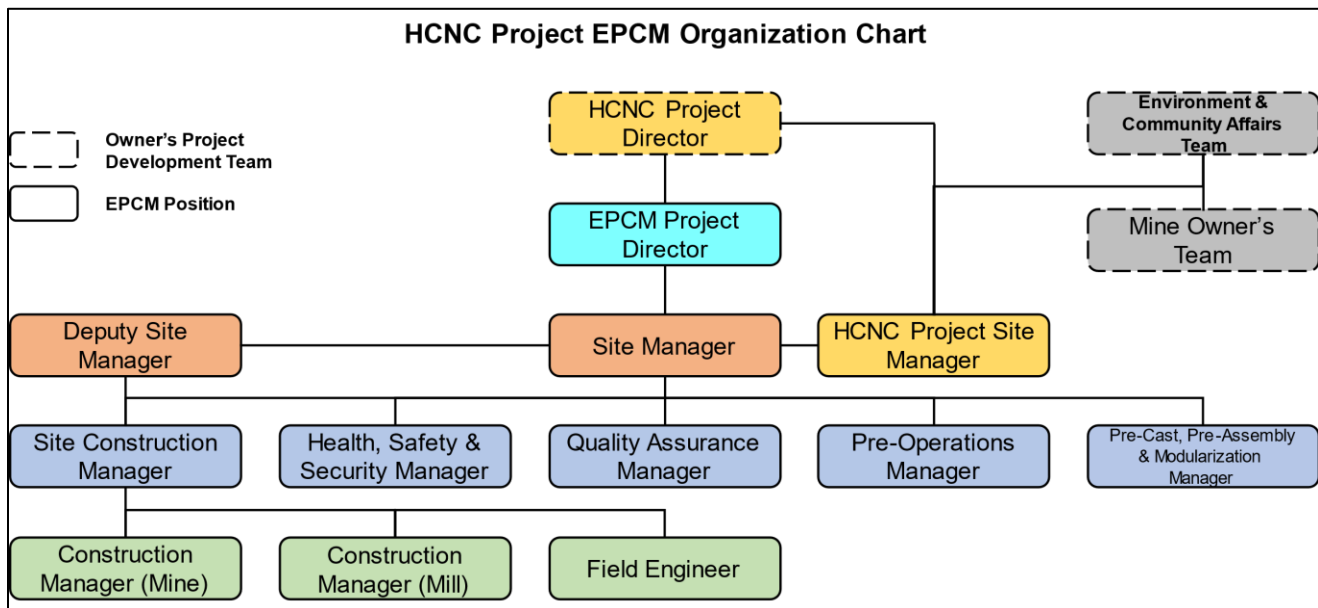 HCNC Project EPCM Organization Chart
HCNC Project
Director
Environment &
Community Affairs
Team
Owner's Project
Development Team
EPCM Position
EPCM Project
Director
Mine Owner's
Team
Deputy Site
Manager
Site Manager
HCNC Project Site
Manager
Site Construction
Manager
Health, Safety &
Security Manager
Quality Assurance
Manager
Pre-Operations
Manager
Pre-Cast, Pre-Assembly
& Modularization
Manager
Construction
Manager (Mine)
Construction
Manager (Mill)
Field Engineer